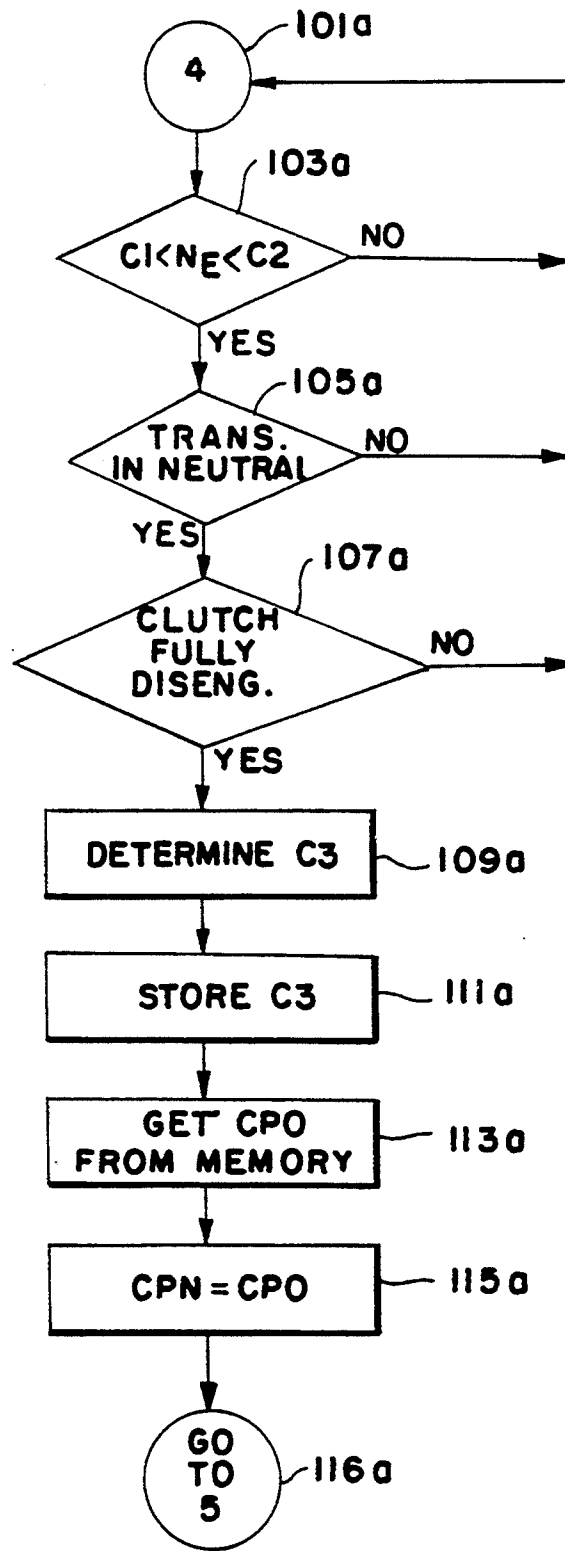 101a
4
103a
C1<NE<C2
NO
YES
105a
TRANS.
IN NEUTRAL
NO
YES
107a
CLUTCH
FULLY
DISENG.
NO
YES
DETERMINE C3
109a
STORE C3
111a
GET CPO
FROM MEMORY
113a
CPN = CPO
115a
GO
TO
5
116a